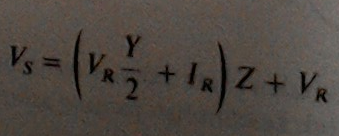 V_S = (V_R Y/2 + I_R) Z + V_R